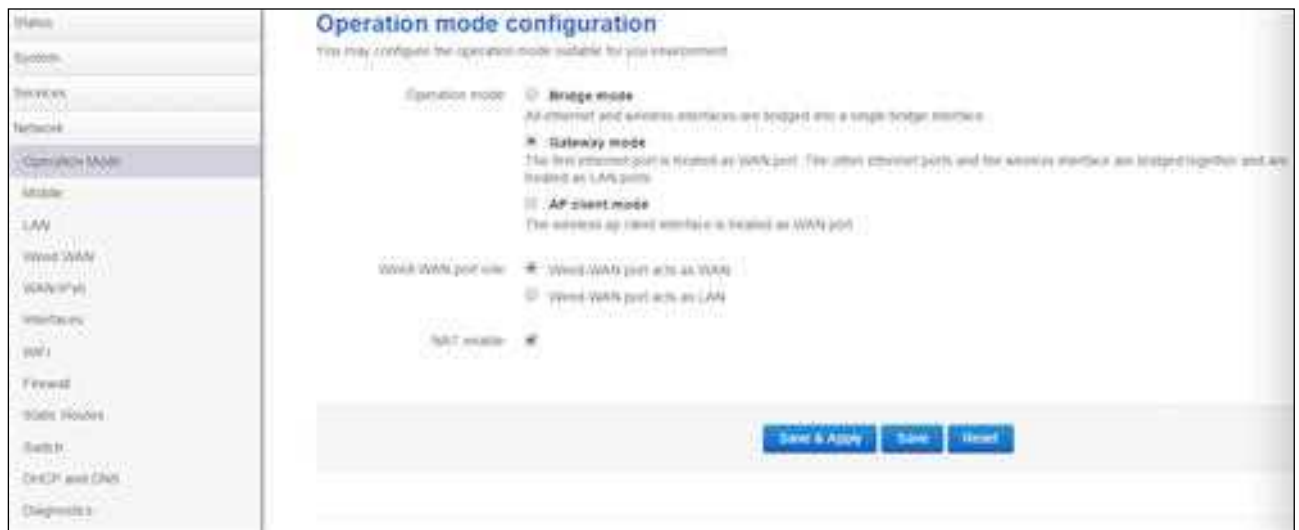 Status
System
Services
Network
Operation Mode
Mobile
LAN
Wired WAN
WAN IPv6
Interfaces
WiFi
Firewall
Static Routes
Switch
DHCP and DNS
Diagnostics
Operation mode configuration
You may configure the operation mode suitable for you environment.
Operation mode
Bridge mode
All ethernet and wireless interfaces are bridged into a single bridge interface.
Gateway mode
The first ethernet port is treated as WAN port. The other ethernet ports and the wireless interface are bridged together and are
treated as LAN ports.
AP client mode
The wireless ap client interface is treated as WAN port
Wired-WAN port role
Wired-WAN port acts as WAN
Wired-WAN port acts as LAN
NAT enable
Save & Apply
Save
Reset